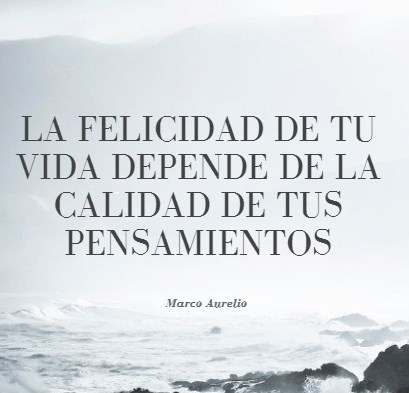 LA FELICIDAD DE TU
VIDA DEPENDE DE LA
CALIDAD DE TUS
PENSAMIENTOS
Marco Aurelio